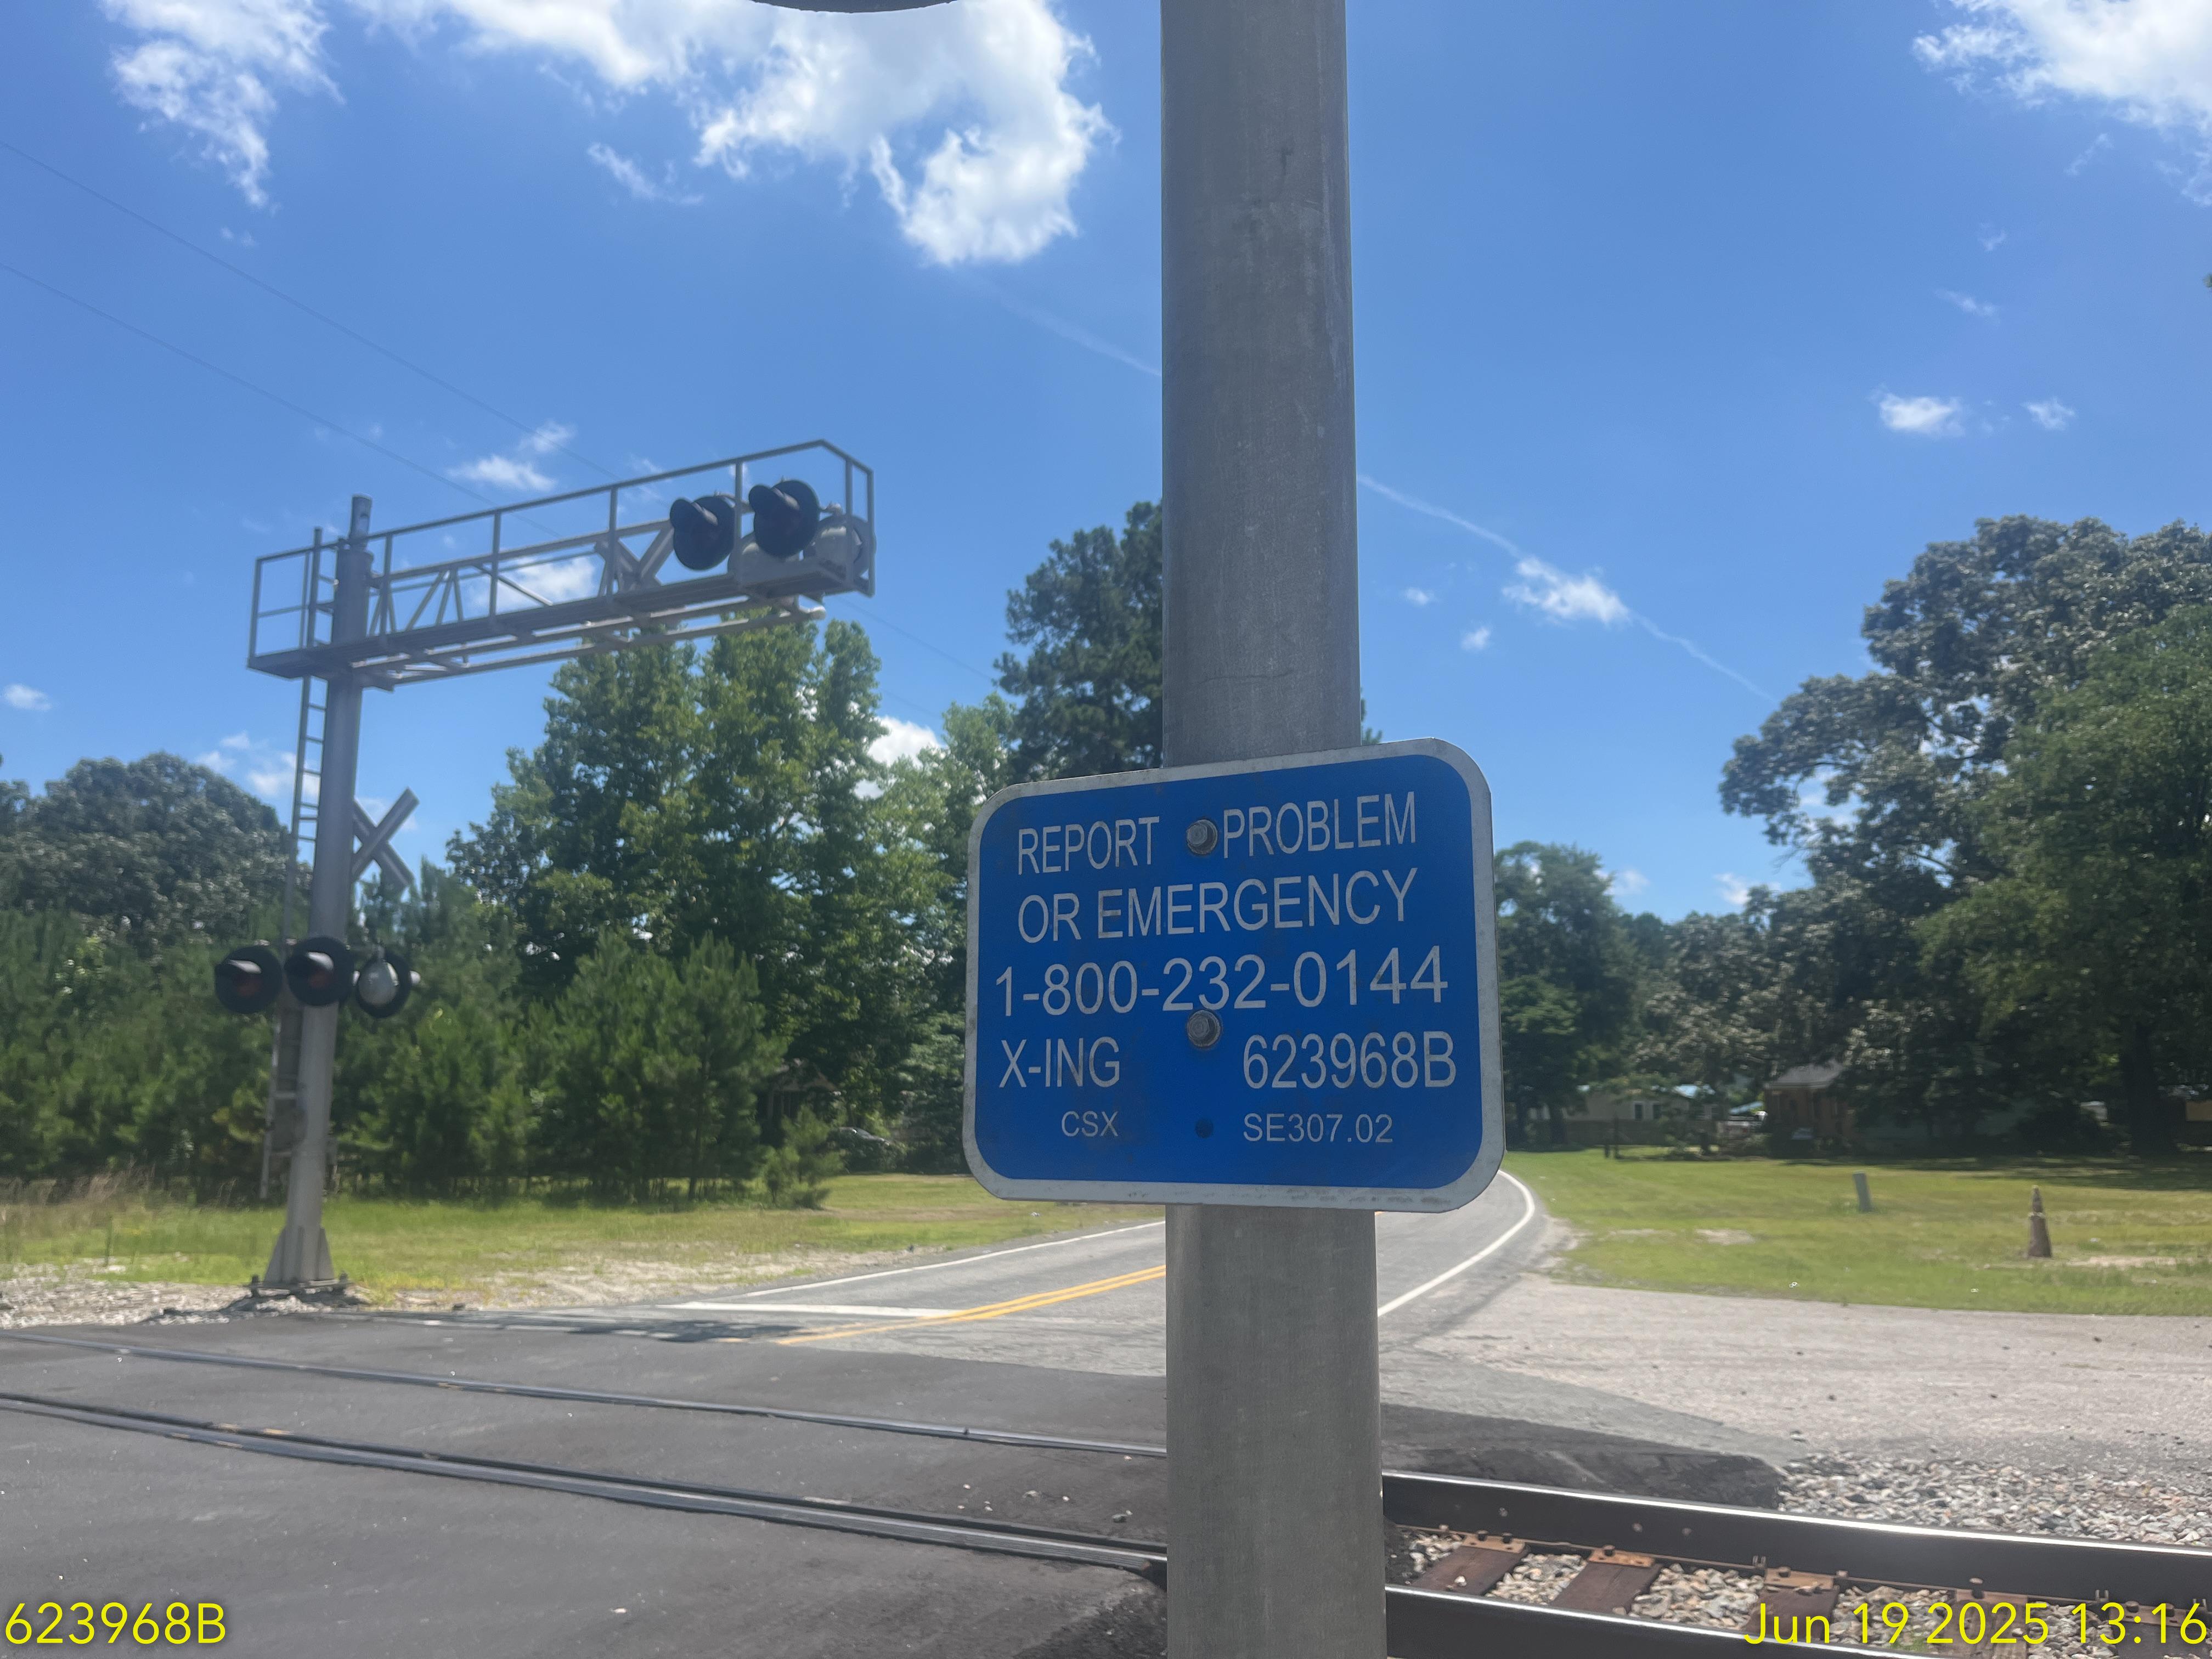 REPORT PROBLEM
OR EMERGENCY
1-800-232-0144
X-ING 623968B
CSX SE307.02
623968B
Jun 19 2025 13:16